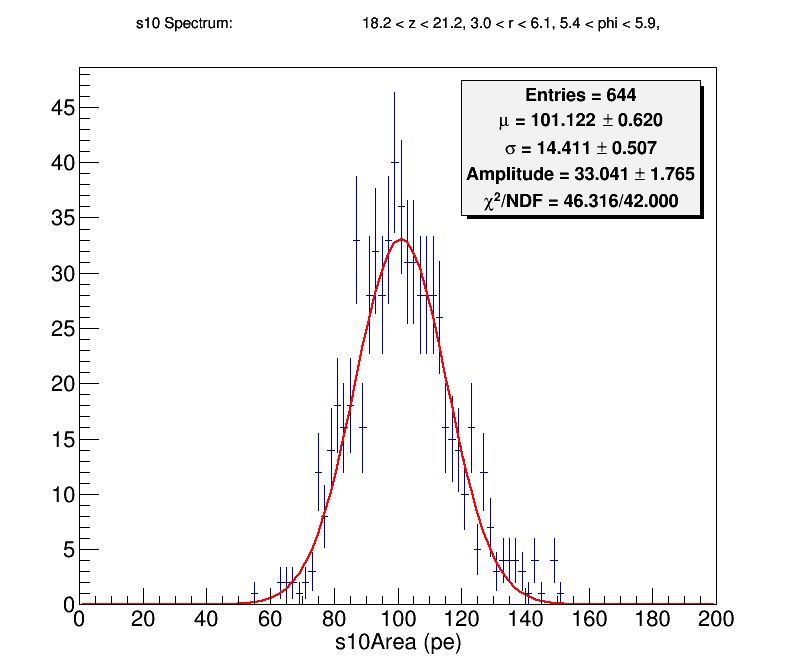 s10 Spectrum: 18.2 < z < 21.2, 3.0 < r < 6.1, 5.4 < phi < 5.9,
Entries = 644
μ = 101.122 ± 0.620
σ = 14.411 ± 0.507
Amplitude = 33.041 ± 1.765
χ²/NDF = 46.316/42.000
45
40
35
30
25
20
15
10
5
0
0 20 40 60 80 100 120 140 160 180 200
s10Area (pe)